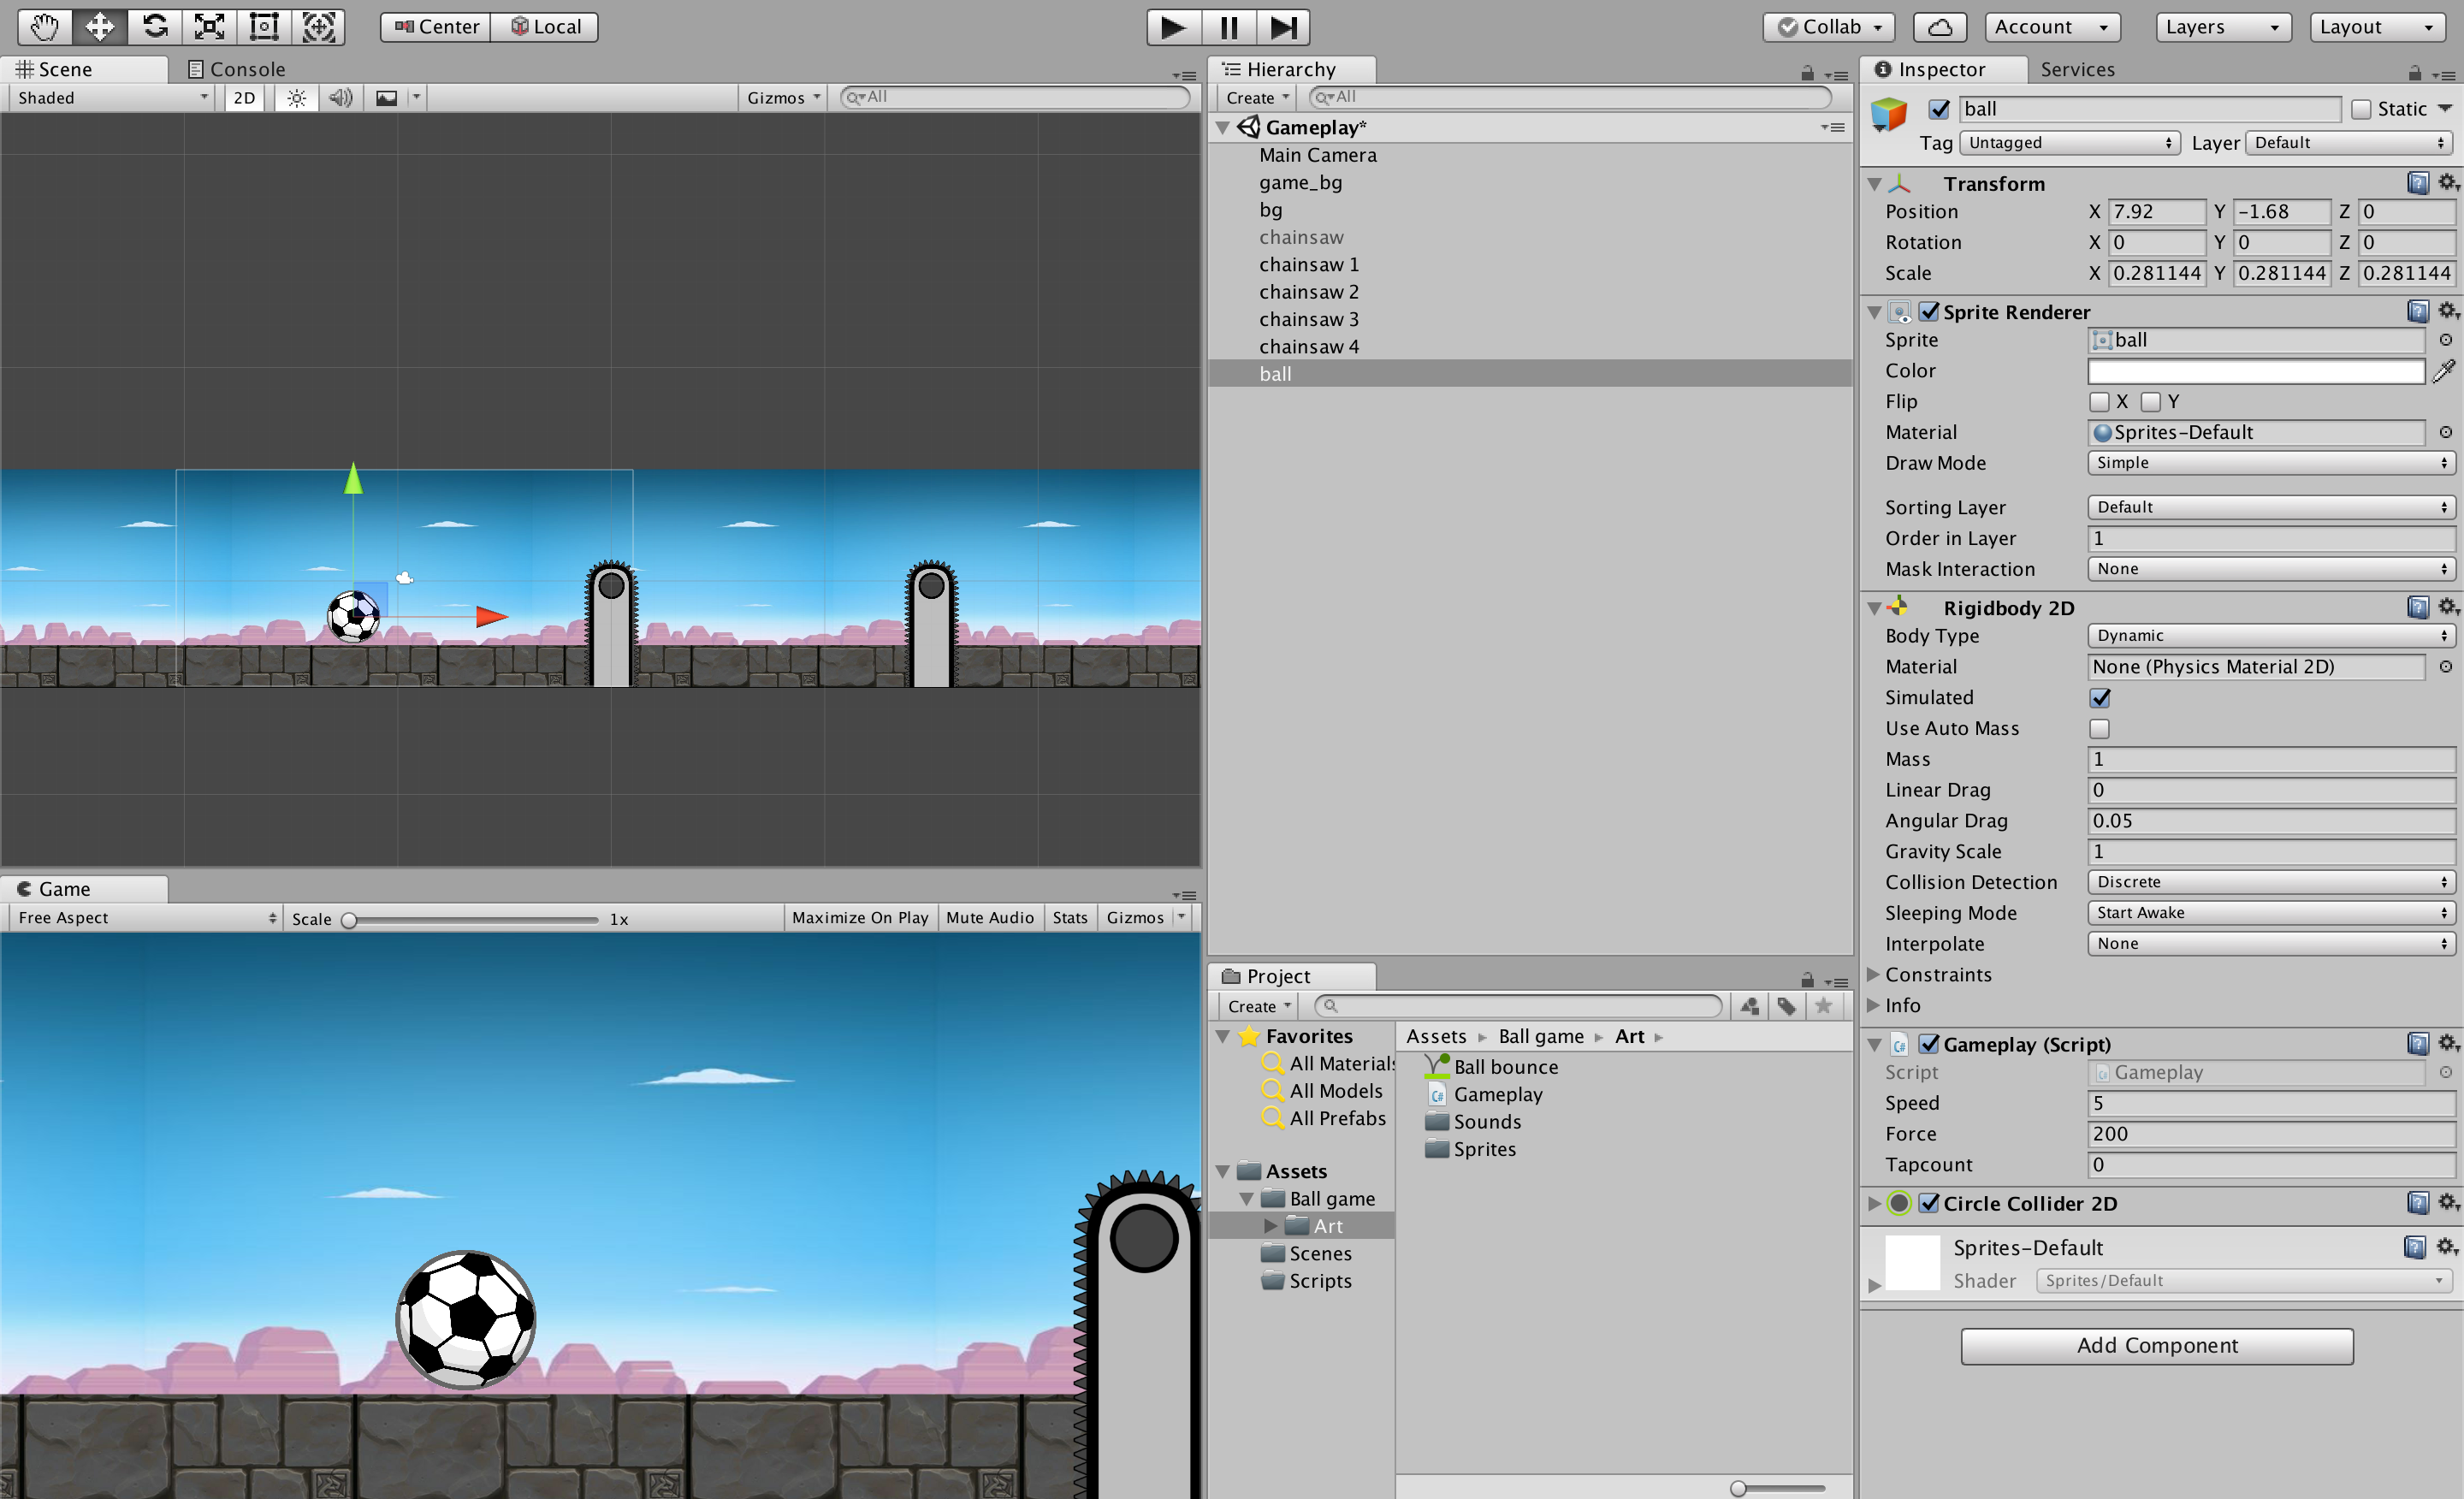 Center Local Collab Account Layers Layout
Scene Console
Shaded 2D Gizmos All
Hierarchy
Create All
Gameplay*
Main Camera
game_bg
bg
chainsaw
chainsaw 1
chainsaw 2
chainsaw 3
chainsaw 4
ball
Game
Free Aspect Scale 1x Maximize On Play Mute Audio Stats Gizmos
Project
Create
Favorites
All Materials
All Models
All Prefabs
Assets
Ball game
Art
Scenes
Scripts
Assets Ball game Art
Ball bounce
Gameplay
Sounds
Sprites
Inspector Services
ball Static
Tag Untagged Layer Default
Transform
Position X 7.92 Y -1.68 Z 0
Rotation X 0 Y 0 Z 0
Scale X 0.281144 Y 0.281144 Z 0.281144
Sprite Renderer
Sprite ball
Color
Flip X Y
Material Sprites-Default
Draw Mode Simple
Sorting Layer Default
Order in Layer 1
Mask Interaction None
Rigidbody 2D
Body Type Dynamic
Material None (Physics Material 2D)
Simulated
Use Auto Mass
Mass 1
Linear Drag 0
Angular Drag 0.05
Gravity Scale 1
Collision Detection Discrete
Sleeping Mode Start Awake
Interpolate None
Constraints
Info
C# Gameplay (Script)
Script Gameplay
Speed 5
Force 200
Tapcount 0
Circle Collider 2D
Sprites-Default
Shader Sprites/Default
Add Component